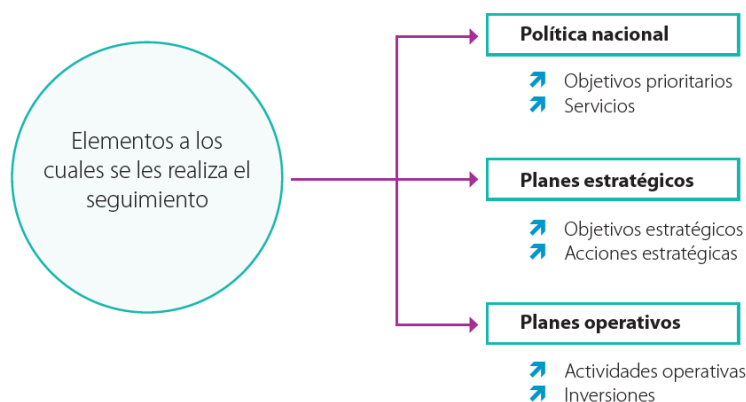 Elementos a los
cuales se les realiza el
seguimiento
Política nacional
Objetivos prioritarios
Servicios
Planes estratégicos
Objetivos estratégicos
Acciones estratégicas
Planes operativos
Actividades operativas
Inversiones